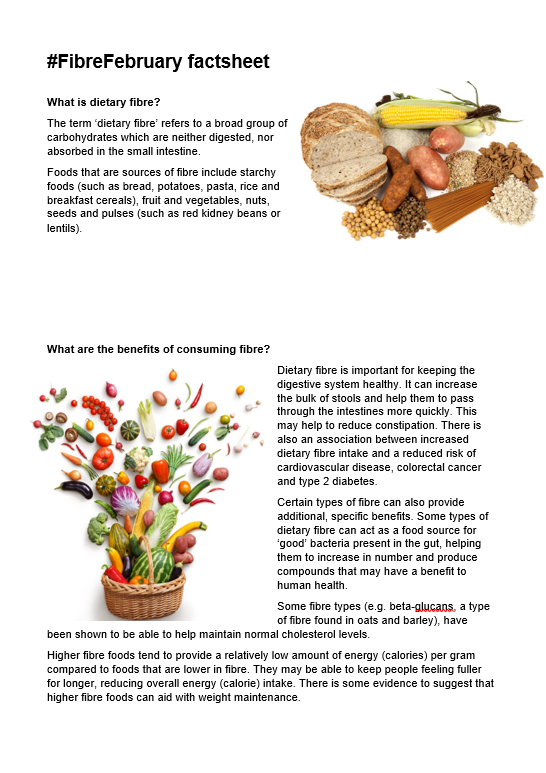 #FibreFebruary factsheet
What is dietary fibre?
The term ‘dietary fibre’ refers to a broad group of
carbohydrates which are neither digested, nor
absorbed in the small intestine.
Foods that are sources of fibre include starchy
foods (such as bread, potatoes, pasta, rice and
breakfast cereals), fruit and vegetables, nuts,
seeds and pulses (such as red kidney beans or
lentils).
What are the benefits of consuming fibre?
Dietary fibre is important for keeping the
digestive system healthy. It can increase
the bulk of stools and help them to pass
through the intestines more quickly. This
may help to reduce constipation. There is
also an association between increased
dietary fibre intake and a reduced risk of
cardiovascular disease, colorectal cancer
and type 2 diabetes.
Certain types of fibre can also provide
additional, specific benefits. Some types of
dietary fibre can act as a food source for
‘good’ bacteria present in the gut, helping
them to increase in number and produce
compounds that may have a benefit to
human health.
Some fibre types (e.g. beta-glucans, a type
of fibre found in oats and barley), have
been shown to be able to help maintain normal cholesterol levels.
Higher fibre foods tend to provide a relatively low amount of energy (calories) per gram
compared to foods that are lower in fibre. They may be able to keep people feeling fuller
for longer, reducing overall energy (calorie) intake. There is some evidence to suggest that
higher fibre foods can aid with weight maintenance.